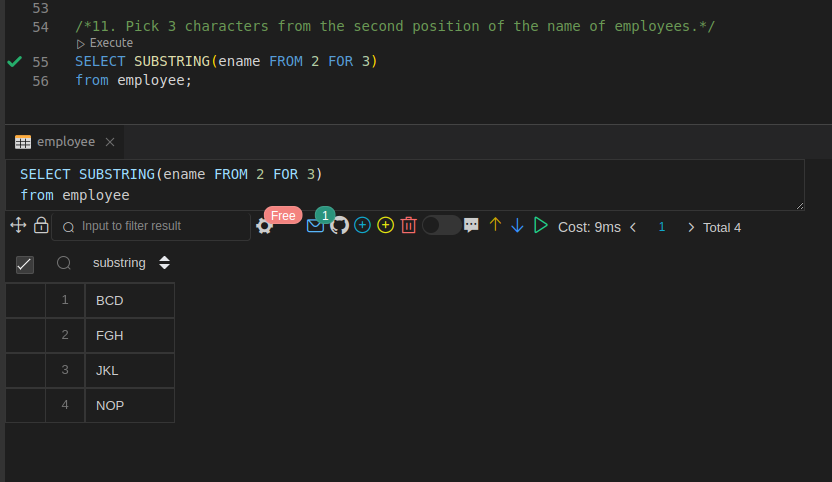 53
54 /*11. Pick 3 characters from the second position of the name of employees.*/
Execute
55 SELECT SUBSTRING(ename FROM 2 FOR 3)
56 from employee;
employee
SELECT SUBSTRING(ename FROM 2 FOR 3)
from employee
Input to filter result Free 1 Cost: 9ms 1 Total 4
substring
1 BCD
2 FGH
3 JKL
4 NOP